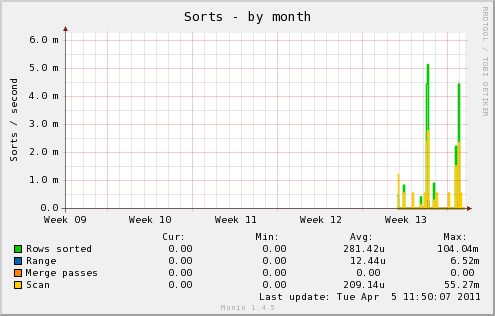 Sorts - by month
RRDTOOL / TOBI OETIKER
Sorts / second
6.0 m
5.0 m
4.0 m
3.0 m
2.0 m
1.0 m
0.0
Week 09 Week 10 Week 11 Week 12 Week 13
Cur: Min: Avg: Max:
Rows sorted 0.00 0.00 281.42u 104.04m
Range 0.00 0.00 12.44u 6.52m
Merge passes 0.00 0.00 0.00 0.00
Scan 0.00 0.00 209.14u 55.27m
Last update: Tue Apr 5 11:50:07 2011
Munin 1.4.5